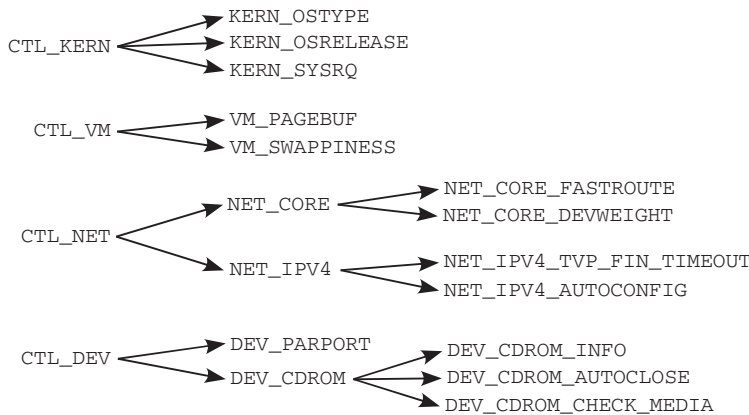 CTL_KERN
KERN_OSTYPE
KERN_OSRELEASE
KERN_SYSRQ
CTL_VM
VM_PAGEBUF
VM_SWAPPINESS
CTL_NET
NET_CORE
NET_CORE_FASTROUTE
NET_CORE_DEVWEIGHT
NET_IPV4
NET_IPV4_TVP_FIN_TIMEOUT
NET_IPV4_AUTOCONFIG
CTL_DEV
DEV_PARPORT
DEV_CDROM
DEV_CDROM_INFO
DEV_CDROM_AUTOCLOSE
DEV_CDROM_CHECK_MEDIA